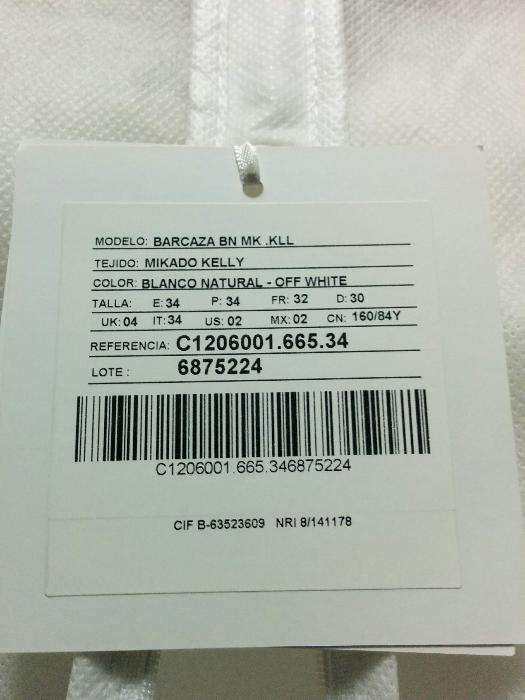 MODELO: BARCAZA BN MK .KLL
TEJIDO: MIKADO KELLY
COLOR: BLANCO NATURAL - OFF WHITE
TALLA: E: 34 P: 34 FR: 32 D: 30
UK: 04 IT: 34 US: 02 MX: 02 CN: 160/84Y
REFERENCIA: C1206001.665.34
LOTE : 6875224
C1206001.665.346875224
CIF B-63523609 NRI 8/141178